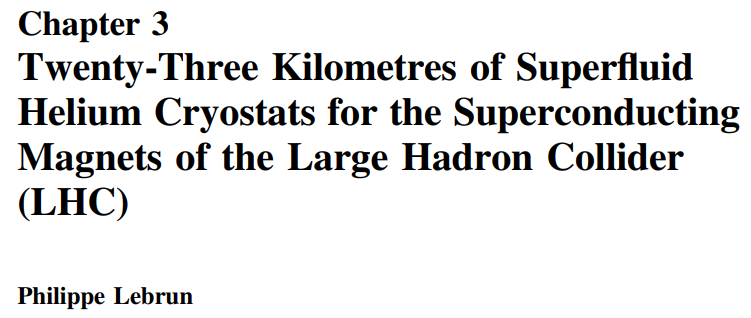 Chapter 3
Twenty-Three Kilometres of Superfluid
Helium Cryostats for the Superconducting
Magnets of the Large Hadron Collider
(LHC)
Philippe Lebrun